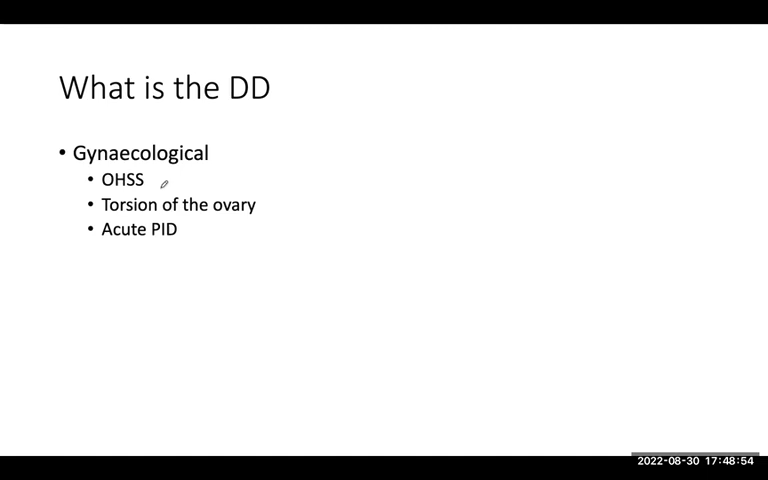 What is the DD
• Gynaecological
• OHSS
• Torsion of the ovary
• Acute PID
2022-08-30 17:48:54